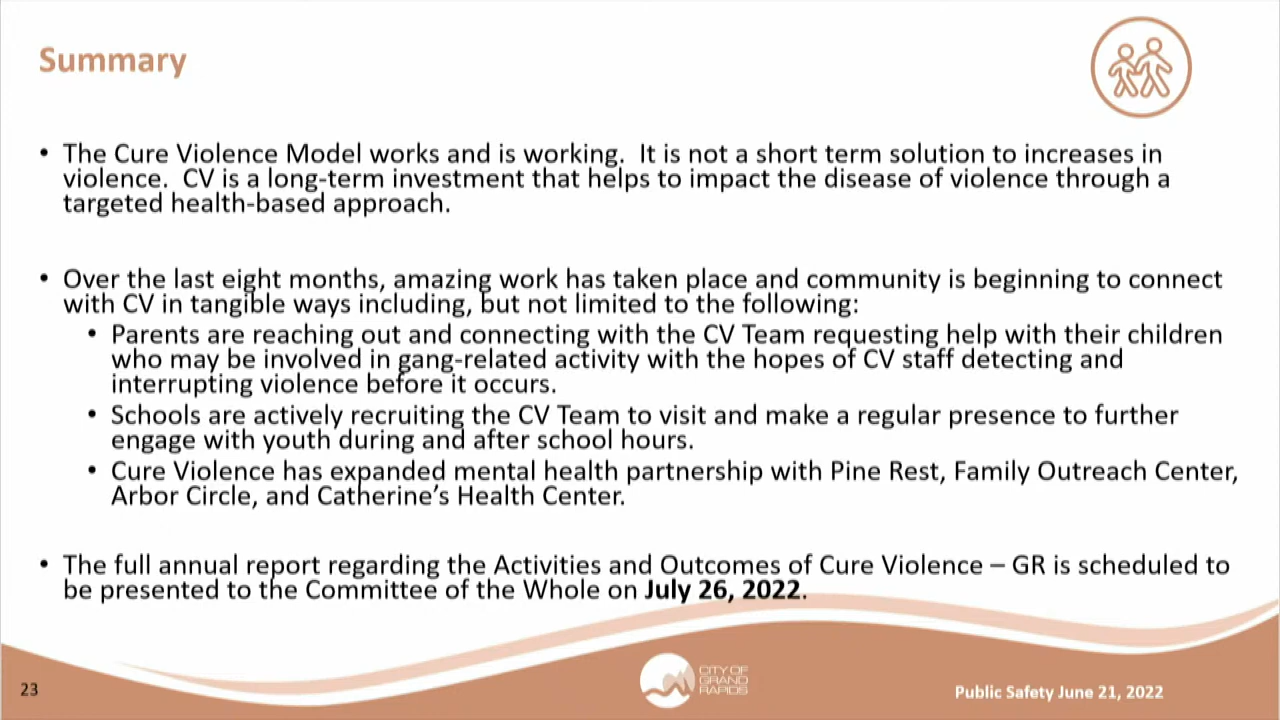 Summary
• The Cure Violence Model works and is working.  It is not a short term solution to increases in
violence.  CV is a long-term investment that helps to impact the disease of violence through a
targeted health-based approach.
• Over the last eight months, amazing work has taken place and community is beginning to connect
with CV in tangible ways including, but not limited to the following:
• Parents are reaching out and connecting with the CV Team requesting help with their children
who may be involved in gang-related activity with the hopes of CV staff detecting and
interrupting violence before it occurs.
• Schools are actively recruiting the CV Team to visit and make a regular presence to further
engage with youth during and after school hours.
• Cure Violence has expanded mental health partnership with Pine Rest, Family Outreach Center,
Arbor Circle, and Catherine’s Health Center.
• The full annual report regarding the Activities and Outcomes of Cure Violence – GR is scheduled to
be presented to the Committee of the Whole on July 26, 2022.
23
CITY OF
GRAND
RAPIDS
Public Safety June 21, 2022